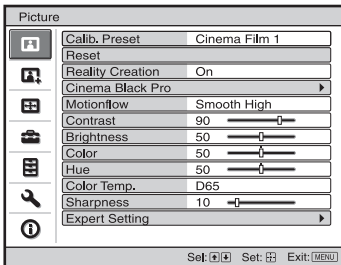 Picture
Calib. Preset Cinema Film 1
Reset
Reality Creation On
Cinema Black Pro
Motionflow Smooth High
Contrast 90
Brightness 50
Color 50
Hue 50
Color Temp. D65
Sharpness 10
Expert Setting
Sel: Set: Exit: MENU